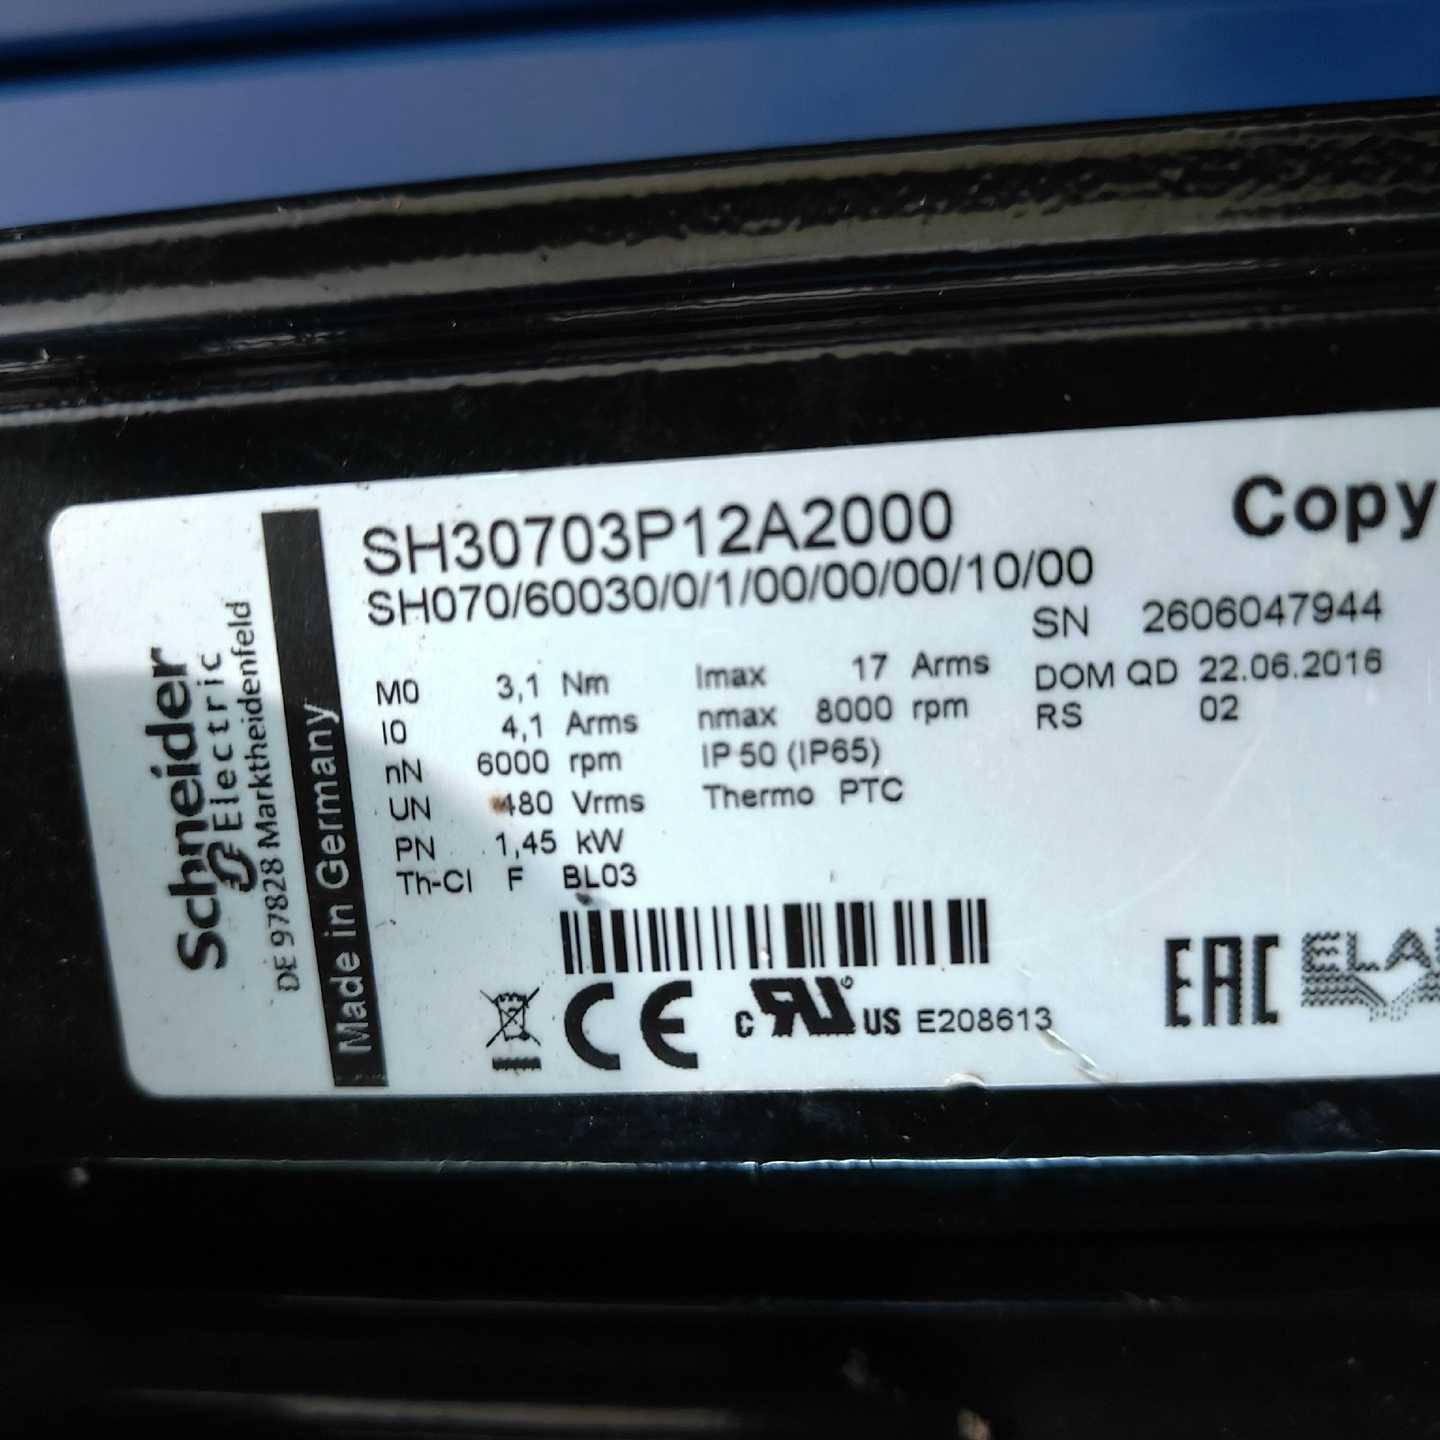 Schneider
Electric
DE 97828 Marktheidenfeld
Made in Germany
SH30703P12A2000
SH070/60030/0/1/00/00/00/10/00
Copy
SN 2606047944
DOM QD 22.06.2016
RS 02
M0 3,1 Nm
I0 4,1 Arms
nN 6000 rpm
UN 480 Vrms
PN 1,45 kW
Th-Cl F BL03
Imax 17 Arms
nmax 8000 rpm
IP 50 (IP65)
Thermo PTC
CE
c RU US E208613
EAC